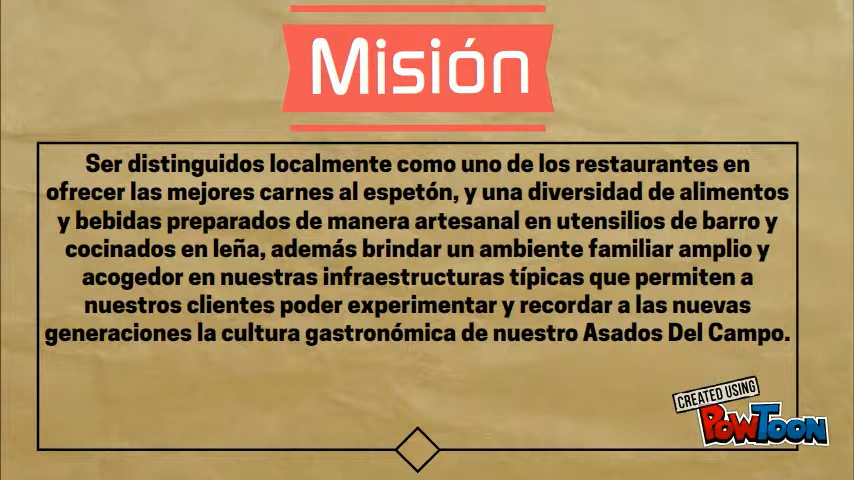 Misión
Ser distinguidos localmente como uno de los restaurantes en
ofrecer las mejores carnes al espetón, y una diversidad de alimentos
y bebidas preparados de manera artesanal en utensilios de barro y
cocinados en leña, además brindar un ambiente familiar amplio y
acogedor en nuestras infraestructuras típicas que permiten a
nuestros clientes poder experimentar y recordar a las nuevas
generaciones la cultura gastronómica de nuestro Asados Del Campo.
CREATED USING
POWTOON